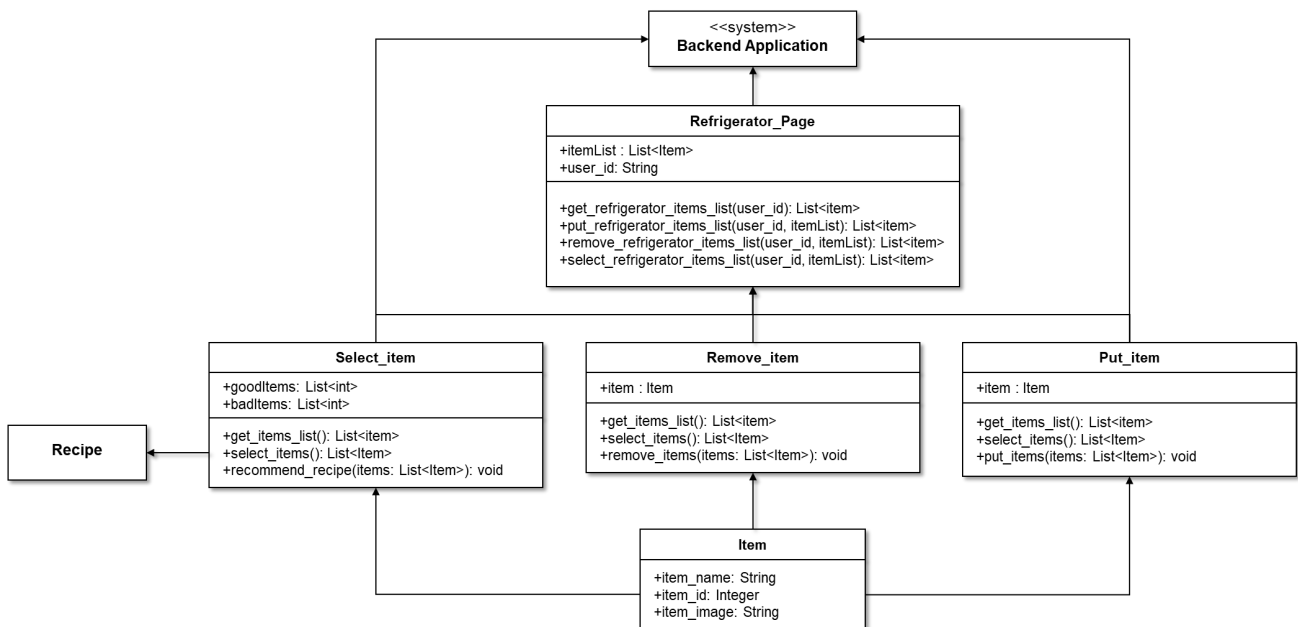 <<system>>
Backend Application
Refrigerator_Page
+itemList : List<Item>
+user_id: String
+get_refrigerator_items_list(user_id): List<item>
+put_refrigerator_items_list(user_id, itemList): List<item>
+remove_refrigerator_items_list(user_id, itemList): List<item>
+select_refrigerator_items_list(user_id, itemList): List<item>
Select_item
+goodItems: List<int>
+badItems: List<int>
+get_items_list(): List<item>
+select_items(): List<Item>
+recommend_recipe(items: List<Item>): void
Remove_item
+item : Item
+get_items_list(): List<item>
+select_items(): List<Item>
+remove_items(items: List<Item>): void
Put_item
+item : Item
+get_items_list(): List<item>
+select_items(): List<Item>
+put_items(items: List<Item>): void
Recipe
Item
+item_name: String
+item_id: Integer
+item_image: String